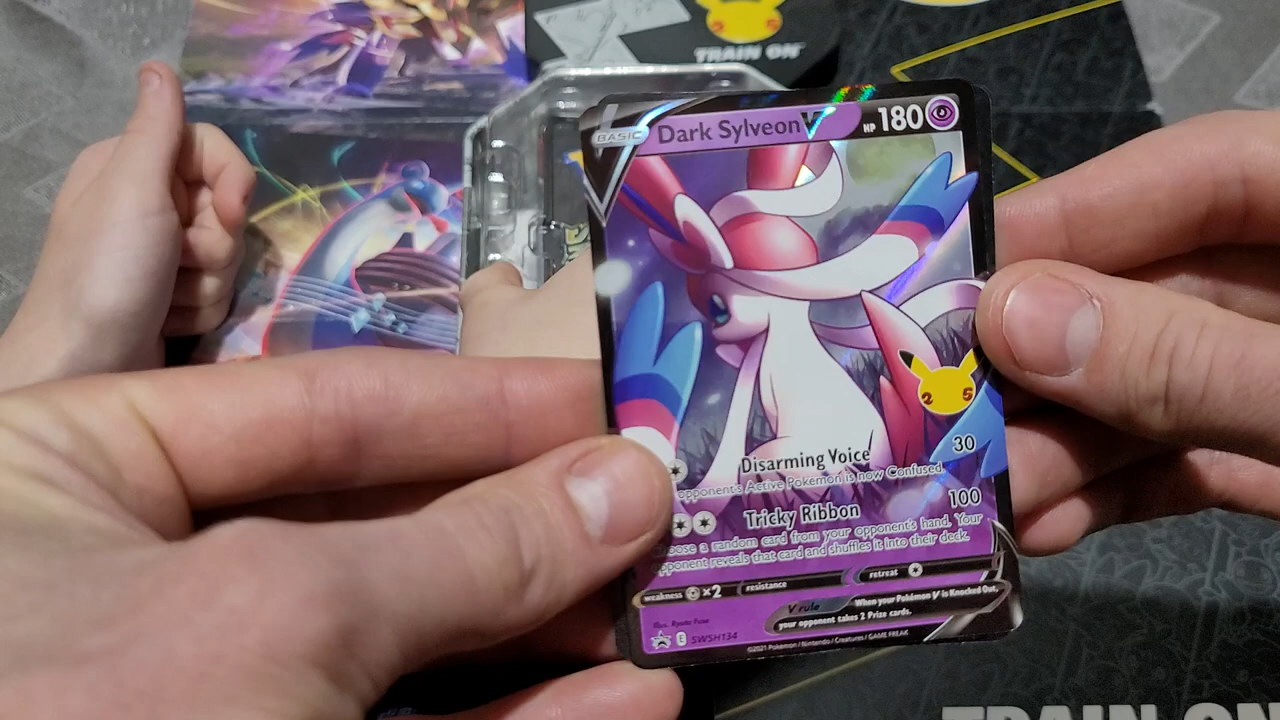 TRAIN ON™
BASIC Dark Sylveon V HP 180
25
Disarming Voice 30
opponent's Active Pokémon is now Confused.
Tricky Ribbon 100
a random card from your opponent's hand. Your
opponent reveals that card and shuffles it into their deck.
weakness ×2 resistance retreat
V rule When your Pokémon V is Knocked Out,
your opponent takes 2 Prize cards.
Illus. Ryota Fuse
E SWSH134
©2021 Pokémon / Nintendo / Creatures / GAME FREAK
TRAIN ON